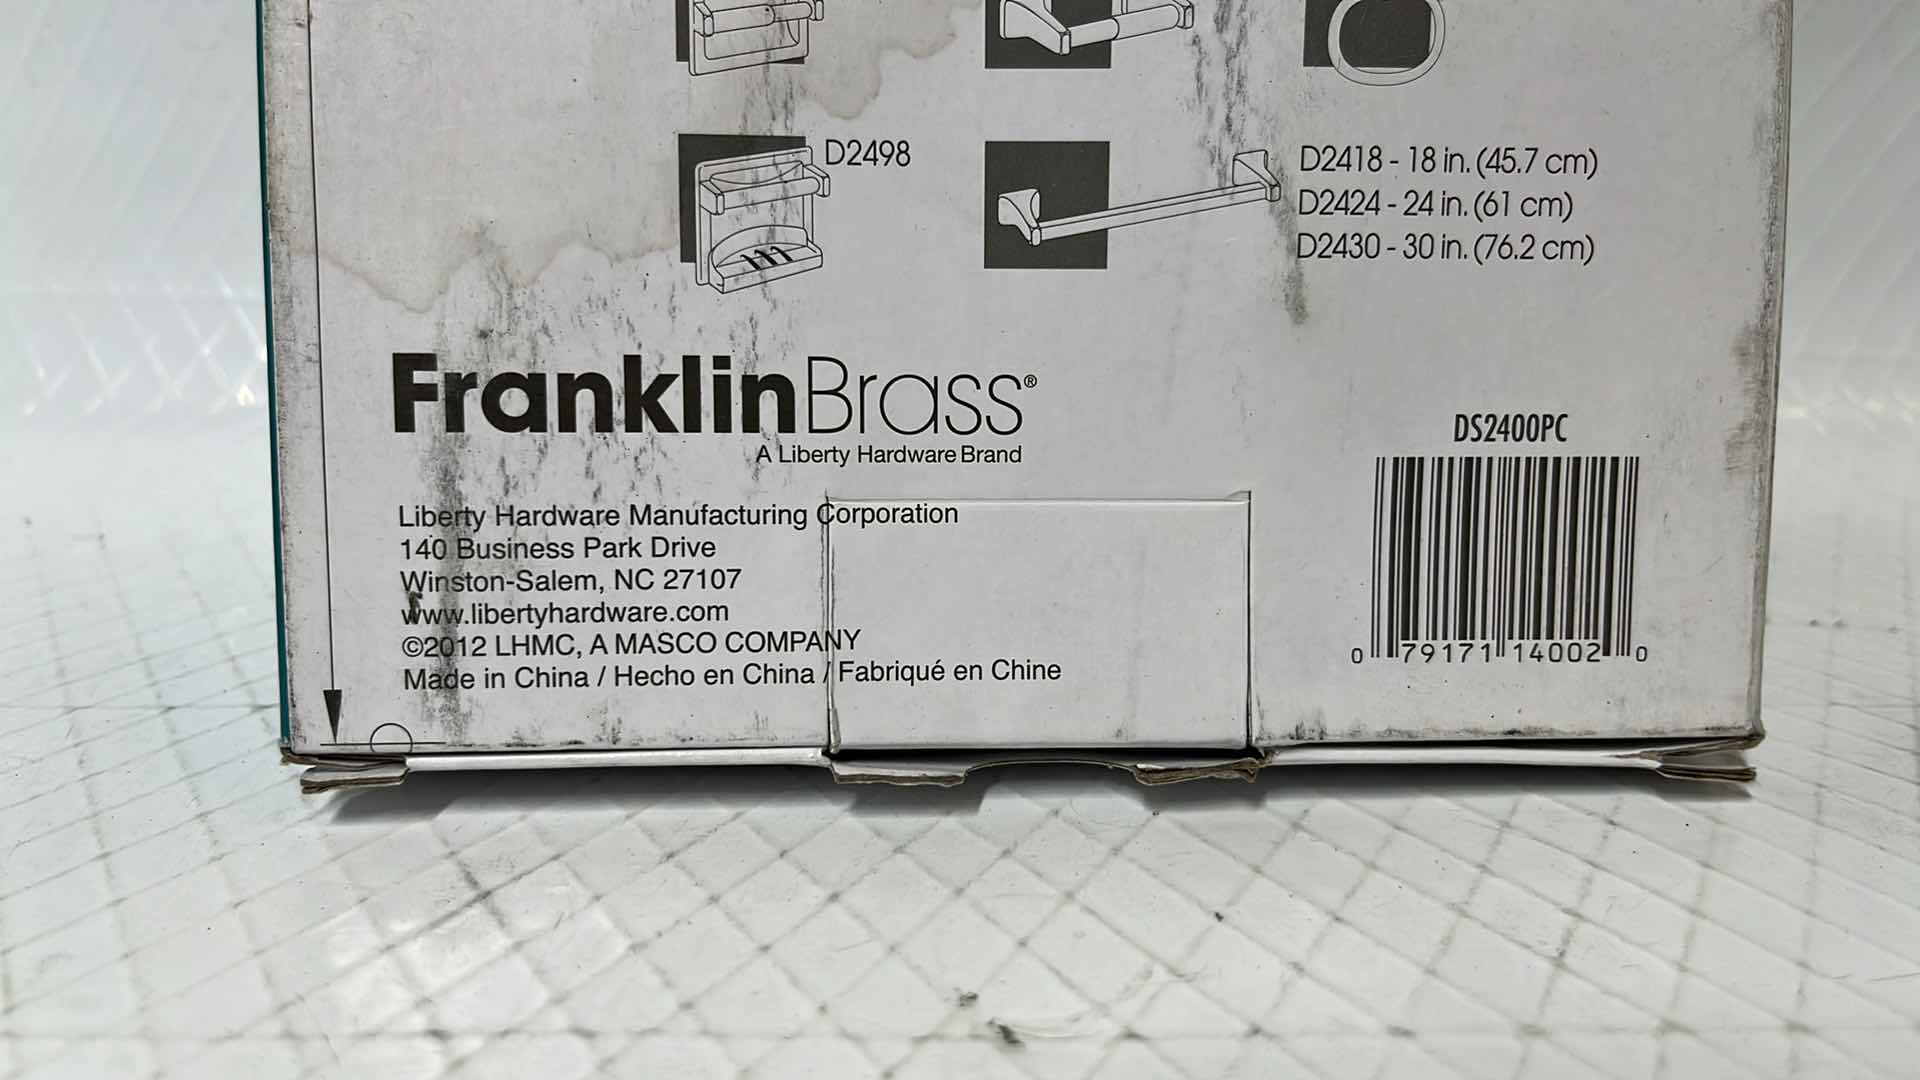 D2498
D2418 - 18 in. (45.7 cm)
D2424 - 24 in. (61 cm)
D2430 - 30 in. (76.2 cm)
FranklinBrass®
A Liberty Hardware Brand
DS2400PC
Liberty Hardware Manufacturing Corporation
140 Business Park Drive
Winston-Salem, NC 27107
www.libertyhardware.com
©2012 LHMC, A MASCO COMPANY
Made in China / Hecho en China / Fabriqué en Chine
0 79171 14002 0